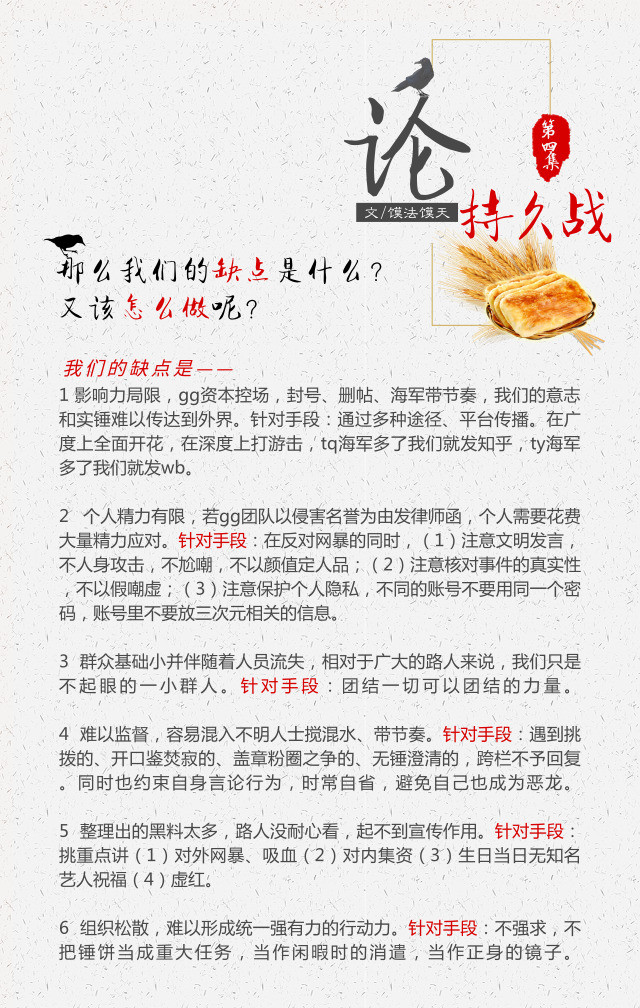 论
第四集
文/馍法馍天
持久战
那么我们的缺点是什么?
又该怎么做呢?
我们的缺点是——
1 影响力局限，gg资本控场，封号、删帖、海军带节奏，我们的意志
和实锤难以传达到外界。针对手段：通过多种途径、平台传播。在广
度上全面开花，在深度上打游击，tq海军多了我们就发知乎，ty海军
多了我们就发wb。
2 个人精力有限，若gg团队以侵害名誉为由发律师函，个人需要花费
大量精力应对。针对手段：在反对网暴的同时，（1）注意文明发言，
不人身攻击，不尬嘲，不以颜值定人品；（2）注意核对事件的真实性
，不以假嘲虚；（3）注意保护个人隐私，不同的账号不要用同一个密
码，账号里不要放三次元相关的信息。
3 群众基础小并伴随着人员流失，相对于广大的路人来说，我们只是
不起眼的一小群人。针对手段：团结一切可以团结的力量。
4 难以监督，容易混入不明人士搅混水、带节奏。针对手段：遇到挑
拨的、开口鉴焚寂的、盖章粉圈之争的、无锤澄清的，跨栏不予回复
。同时也约束自身言论行为，时常自省，避免自己也成为恶龙。
5 整理出的黑料太多，路人没耐心看，起不到宣传作用。针对手段：
挑重点讲（1）对外网暴、吸血（2）对内集资（3）生日当日无知名
艺人祝福（4）虚红。
6 组织松散，难以形成统一强有力的行动力。针对手段：不强求，不
把锤饼当成重大任务，当作闲暇时的消遣，当作正身的镜子。